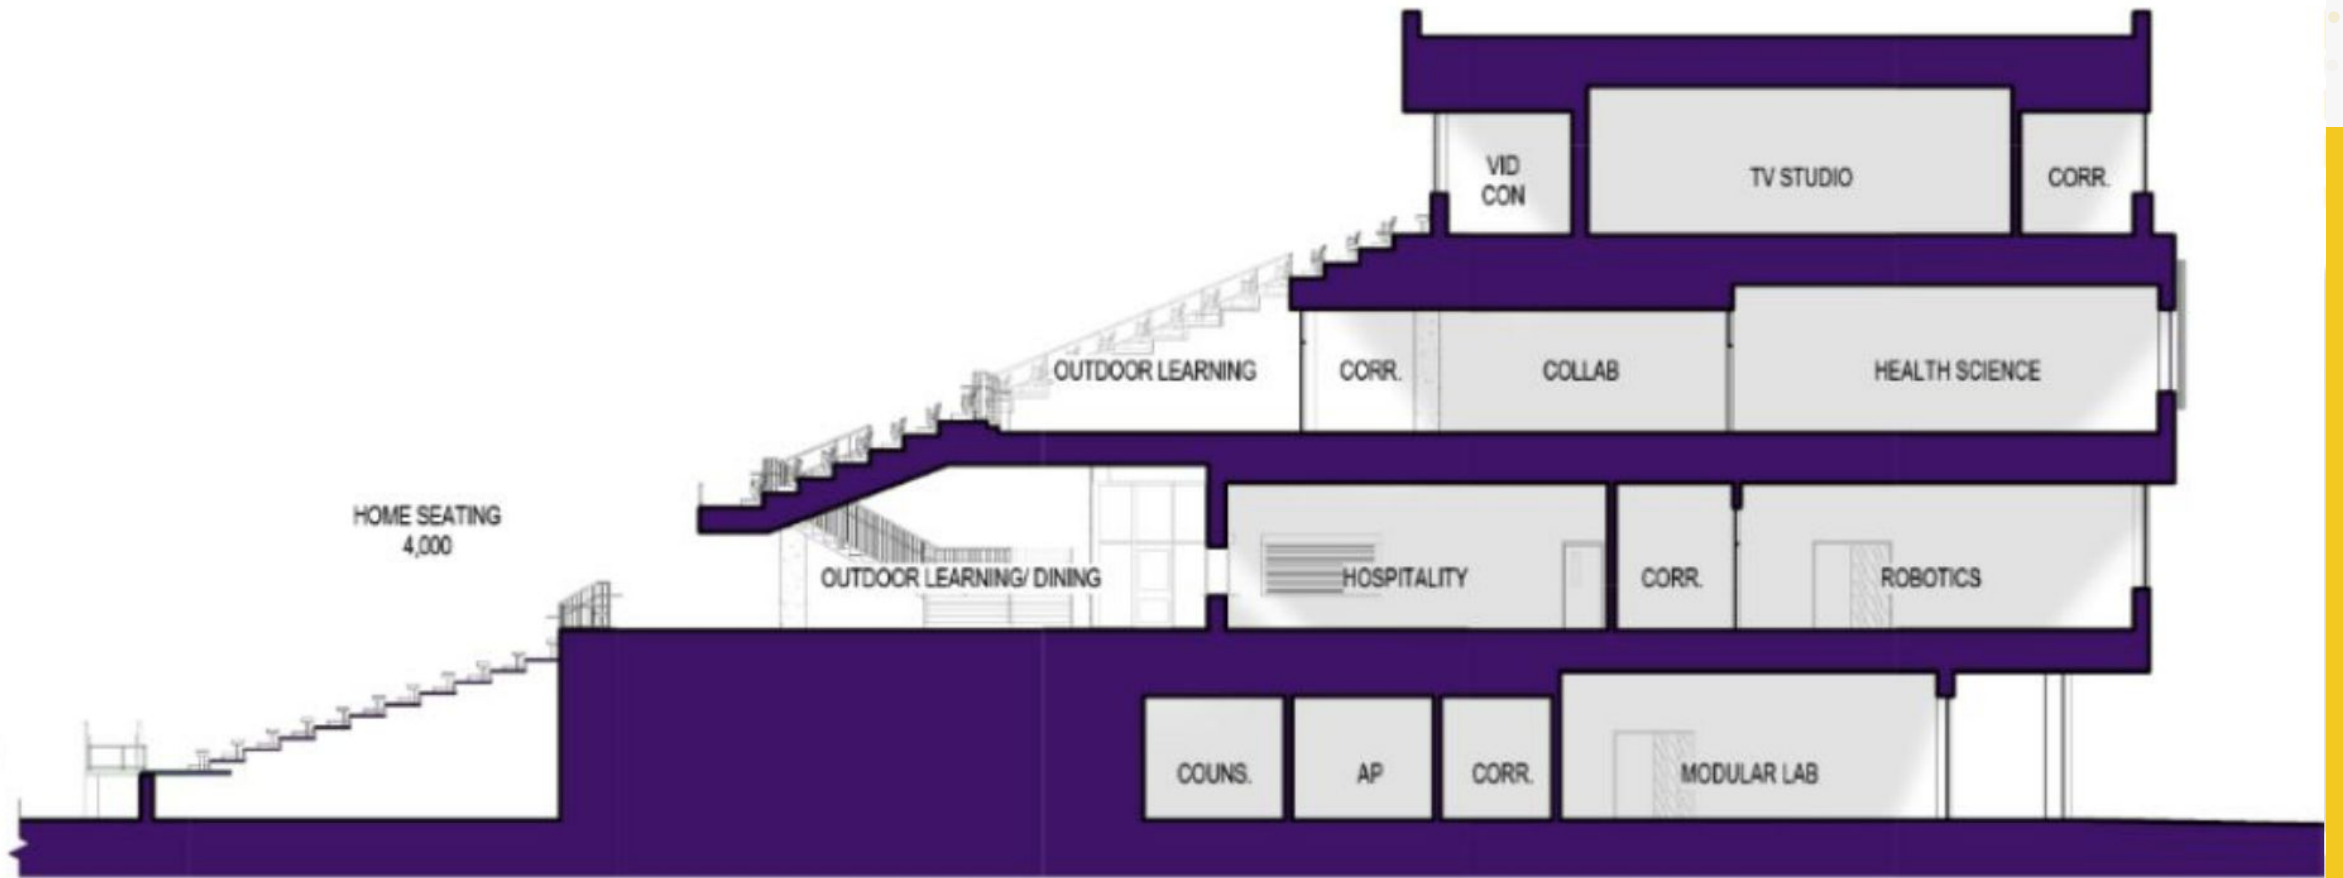 VID
CON
TV STUDIO
CORR.
OUTDOOR LEARNING
CORR.
COLLAB
HEALTH SCIENCE
HOME SEATING
4,000
OUTDOOR LEARNING/ DINING
HOSPITALITY
CORR.
ROBOTICS
COUNS.
AP
CORR.
MODULAR LAB